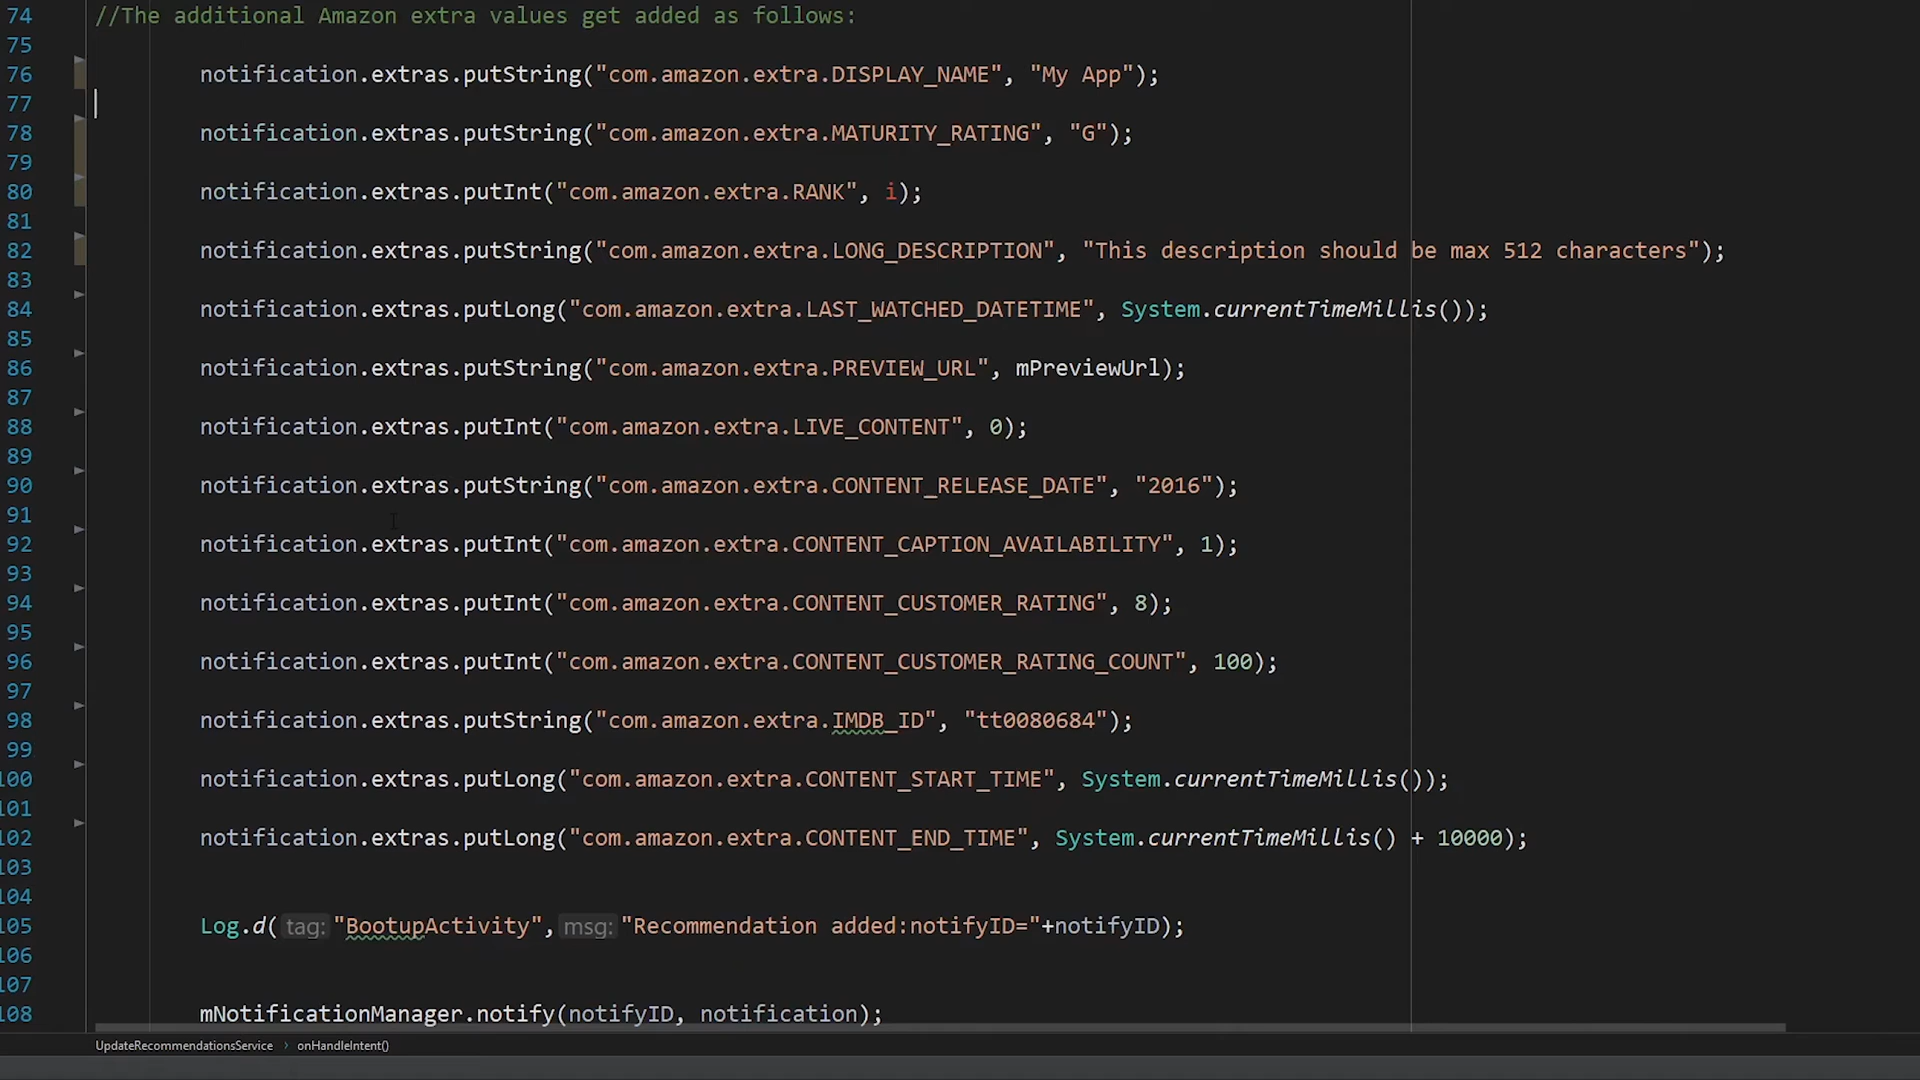 74 //The additional Amazon extra values get added as follows:
75
76 notification.extras.putString("com.amazon.extra.DISPLAY_NAME", "My App");
77
78 notification.extras.putString("com.amazon.extra.MATURITY_RATING", "G");
79
80 notification.extras.putInt("com.amazon.extra.RANK", i);
81
82 notification.extras.putString("com.amazon.extra.LONG_DESCRIPTION", "This description should be max 512 characters");
83
84 notification.extras.putLong("com.amazon.extra.LAST_WATCHED_DATETIME", System.currentTimeMillis());
85
86 notification.extras.putString("com.amazon.extra.PREVIEW_URL", mPreviewUrl);
87
88 notification.extras.putInt("com.amazon.extra.LIVE_CONTENT", 0);
89
90 notification.extras.putString("com.amazon.extra.CONTENT_RELEASE_DATE", "2016");
91
92 notification.extras.putInt("com.amazon.extra.CONTENT_CAPTION_AVAILABILITY", 1);
93
94 notification.extras.putInt("com.amazon.extra.CONTENT_CUSTOMER_RATING", 8);
95
96 notification.extras.putInt("com.amazon.extra.CONTENT_CUSTOMER_RATING_COUNT", 100);
97
98 notification.extras.putString("com.amazon.extra.IMDB_ID", "tt0080684");
99
100 notification.extras.putLong("com.amazon.extra.CONTENT_START_TIME", System.currentTimeMillis());
101
102 notification.extras.putLong("com.amazon.extra.CONTENT_END_TIME", System.currentTimeMillis() + 10000);
103
104
105 Log.d( tag: "BootupActivity", msg: "Recommendation added:notifyID="+notifyID);
106
107
108 mNotificationManager.notify(notifyID, notification);
UpdateRecommendationsService › onHandleIntent()